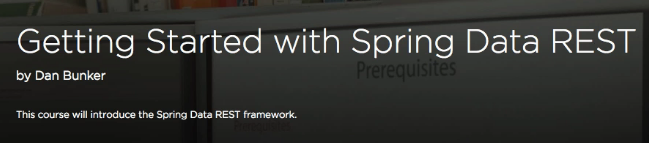 Getting Started with Spring Data REST
by Dan Bunker
Prerequisites
This course will introduce the Spring Data REST framework.